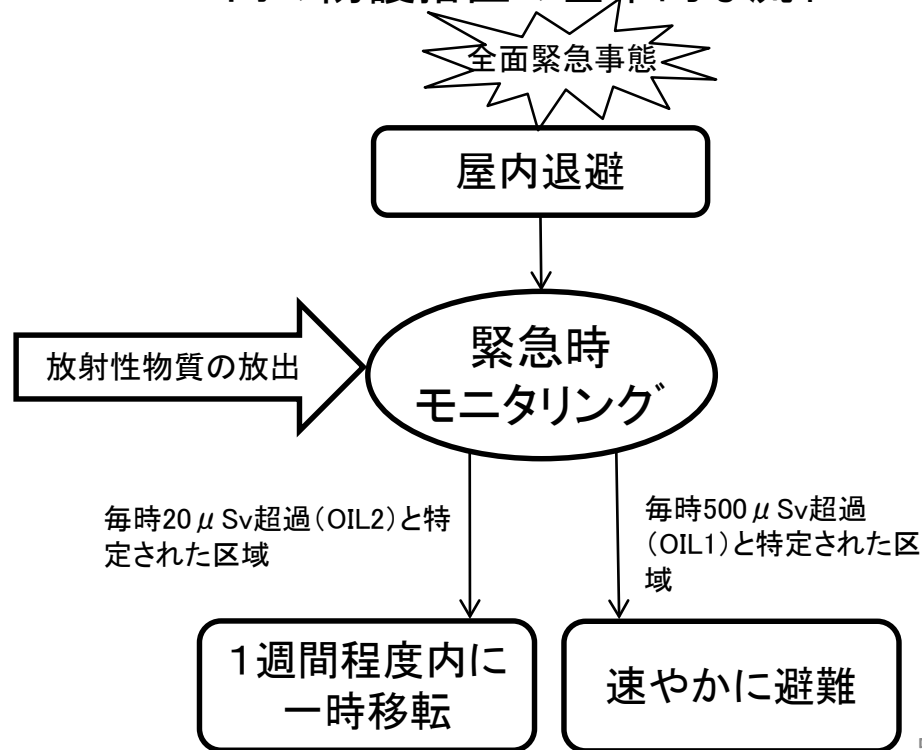 全面緊急事態
屋内退避
放射性物質の放出
緊急時
モニタリング
毎時20μSv超過(OIL2)と特
定された区域
毎時500μSv超過
(OIL1)と特定された区
域
1週間程度内に
一時移転
速やかに避難